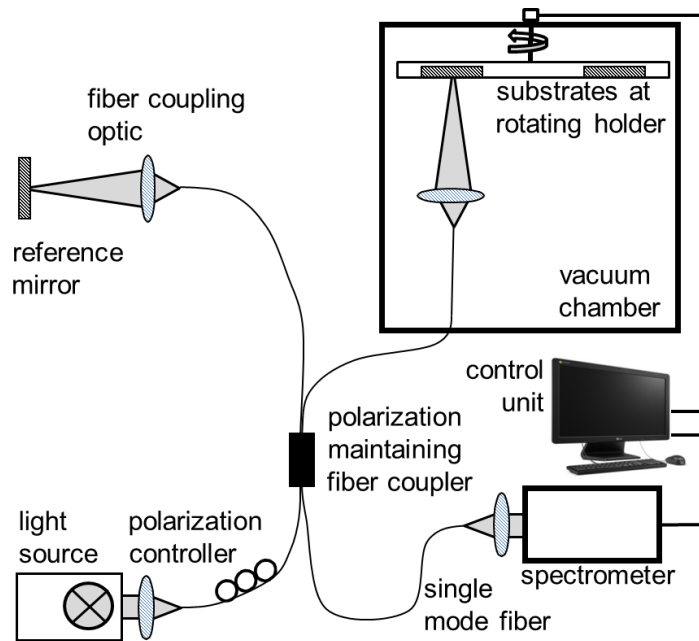 fiber coupling
optic
substrates at
rotating holder
reference
mirror
vacuum
chamber
control
unit
polarization
maintaining
fiber coupler
light
source
polarization
controller
single
mode fiber
spectrometer